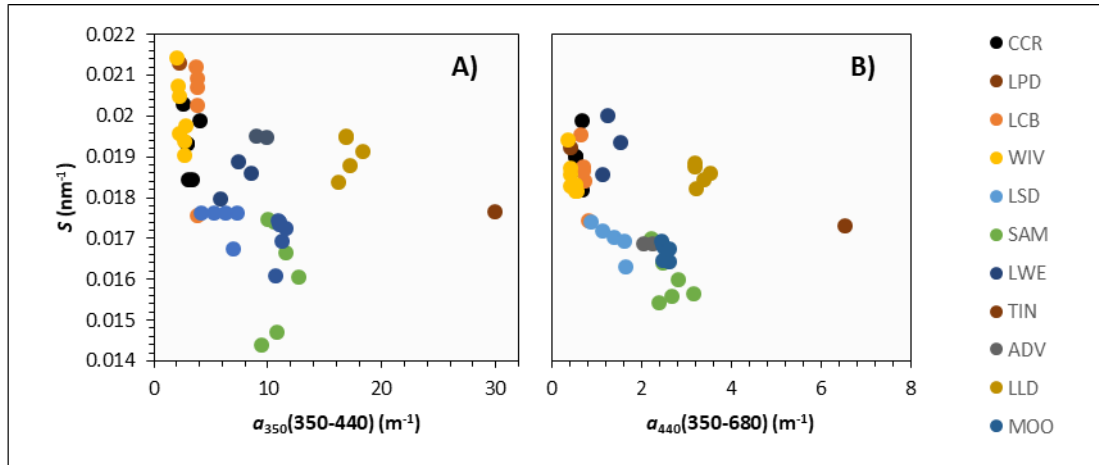 0.022
0.021
0.02
0.019
0.018
0.017
0.016
0.015
0.014
S (nm⁻¹)
A)
0 10 20 30
a₃₅₀(350-440) (m⁻¹)
B)
0 2 4 6 8
a₄₄₀(350-680) (m⁻¹)
CCR
LPD
LCB
WIV
LSD
SAM
LWE
TIN
ADV
LLD
MOO